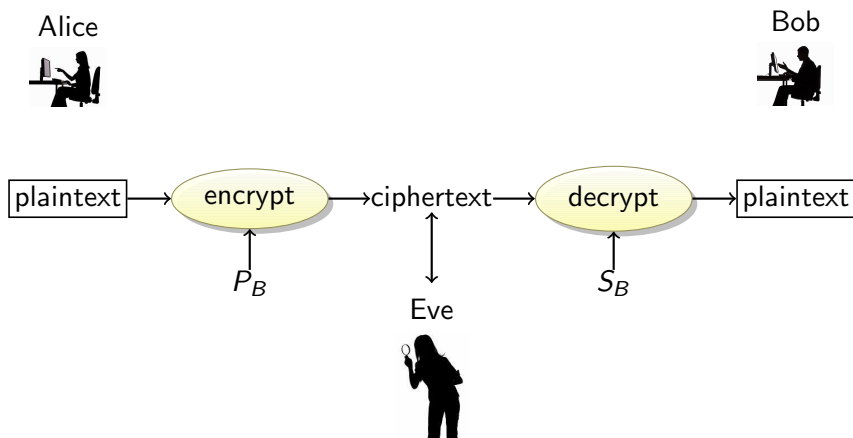 Alice
Bob
plaintext encrypt ciphertext decrypt plaintext
P_B S_B
Eve